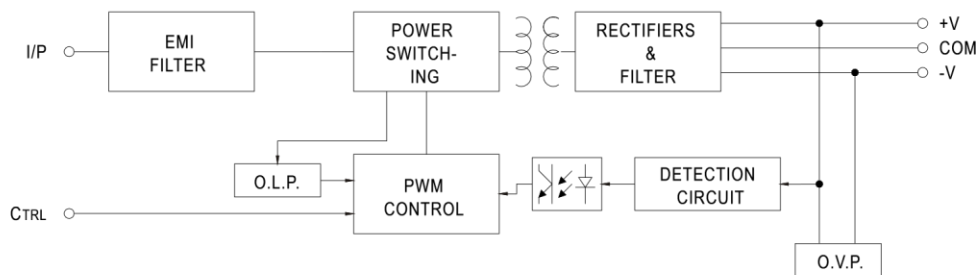 I/P
EMI
FILTER
POWER
SWITCH-
ING
RECTIFIERS
&
FILTER
+V
COM
-V
O.L.P.
PWM
CONTROL
DETECTION
CIRCUIT
CTRL
O.V.P.